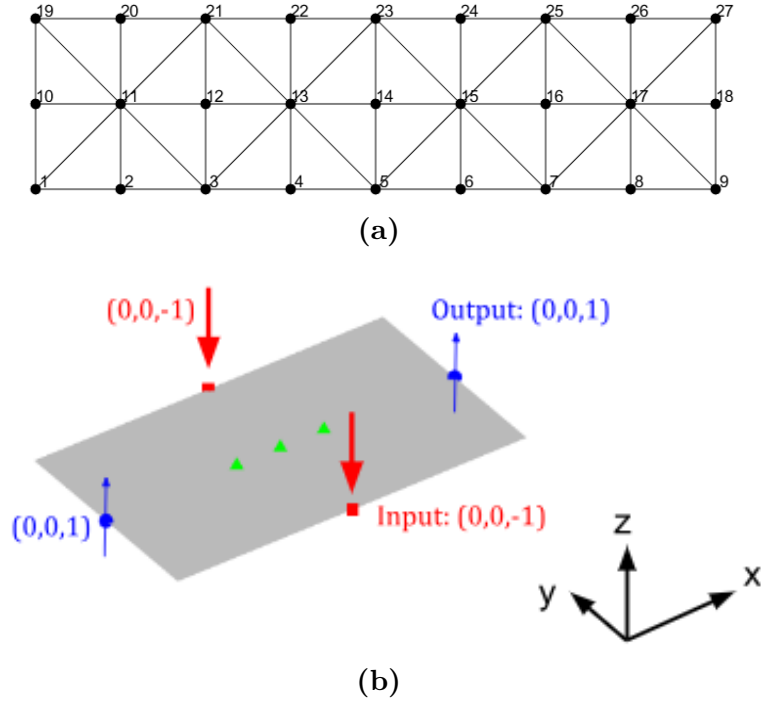 19 20 21 22 23 24 25 26 27
10 11 12 13 14 15 16 17 18
1 2 3 4 5 6 7 8 9
(a)
(0,0,-1)
Output: (0,0,1)
(0,0,1)
Input: (0,0,-1)
z
y
x
(b)